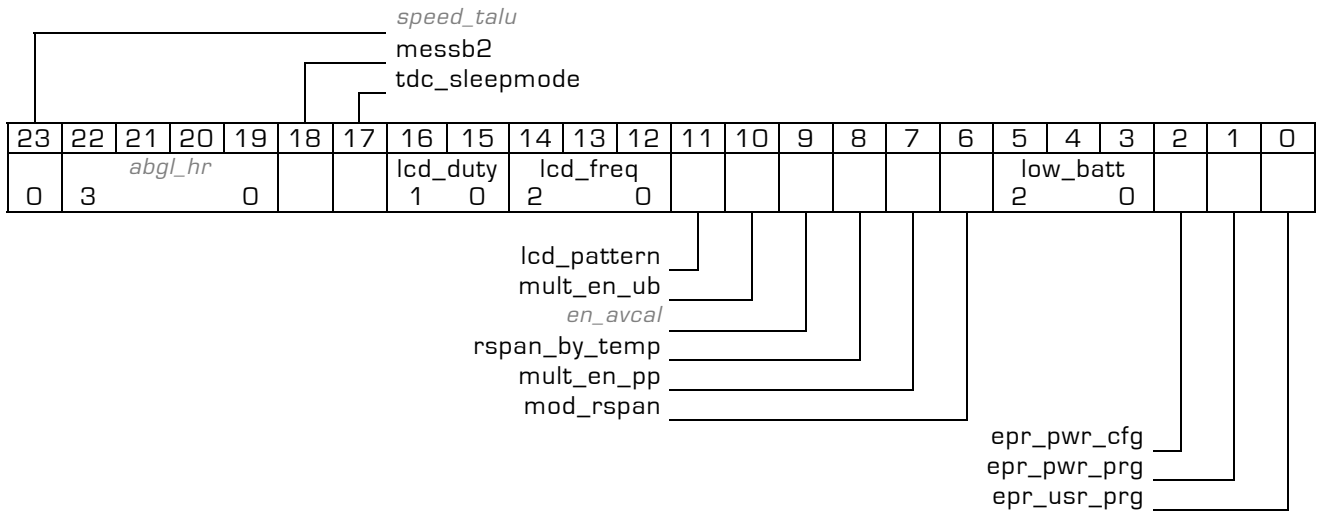 speed_talu
messb2
tdc_sleepmode
23 22 21 20 19 18 17 16 15 14 13 12 11 10 9 8 7 6 5 4 3 2 1 0
abgl_hr lcd_duty lcd_freq low_batt
0 3 0 1 0 2 0 2 0
lcd_pattern
mult_en_ub
en_avcal
rspan_by_temp
mult_en_pp
mod_rspan
epr_pwr_cfg
epr_pwr_prg
epr_usr_prg